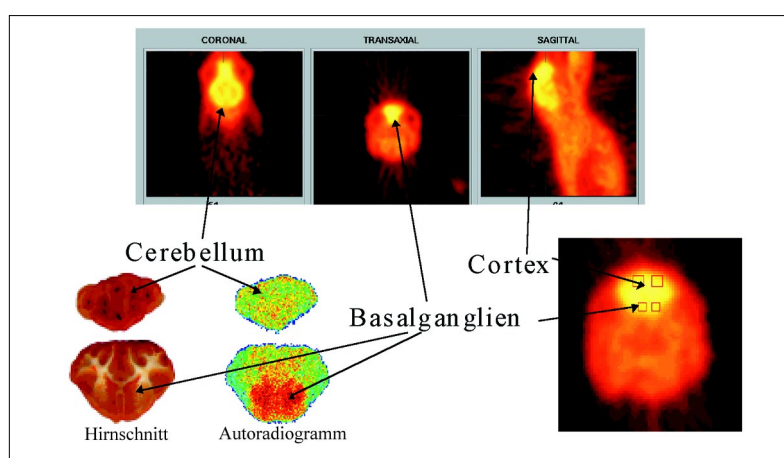 CORONAL
TRANSAXIAL
SAGITTAL
Cerebellum
Cortex
Basalganglien
Hirnschnitt
Autoradiogramm